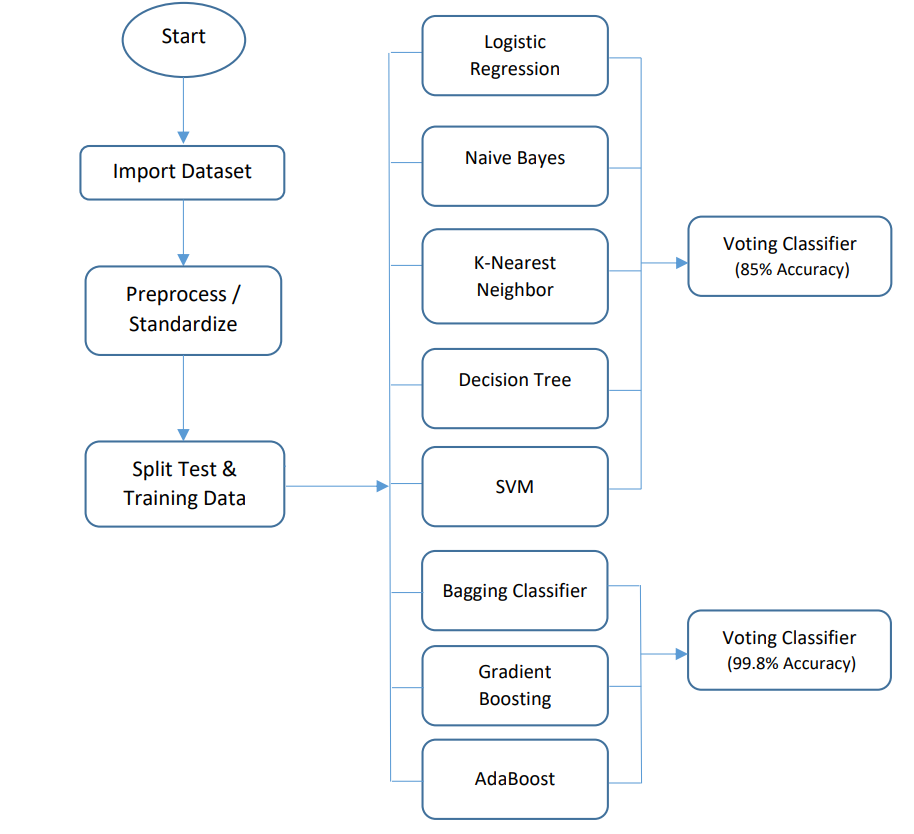 Start
Import Dataset
Preprocess /
Standardize
Split Test &
Training Data
Logistic
Regression
Naive Bayes
K-Nearest
Neighbor
Decision Tree
SVM
Bagging Classifier
Gradient
Boosting
AdaBoost
Voting Classifier
(85% Accuracy)
Voting Classifier
(99.8% Accuracy)